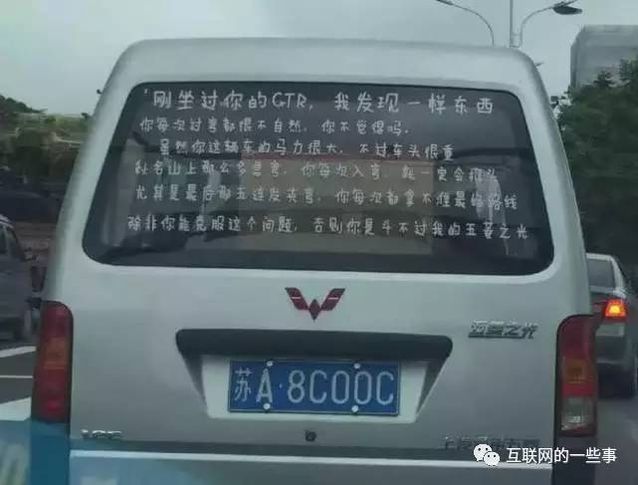 刚坐过你的GTR，我发现一样东西
你每次过弯都很不自然，你不觉得吗．
虽然你这辆车的马力很大，不过车头很重
秋名山上那么多急弯，你每次入弯，就一定会推头
尤其是最后那五连发夹弯，你每次都拿不准最畅路线
除非你能克服这个问题，否则你是斗不过我的五菱之光
五菱之光
苏A·8C00C
互联网的一些事